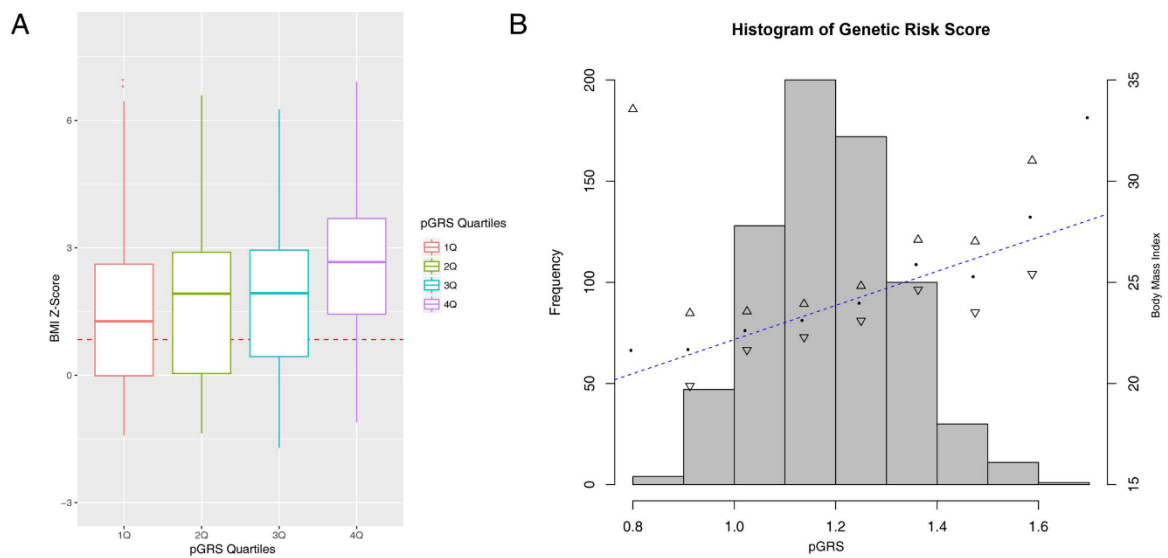 A
BMI Z-Score
6
3
0
−3
1Q
2Q
3Q
4Q
pGRS Quartiles
pGRS Quartiles
1Q
2Q
3Q
4Q
B
Histogram of Genetic Risk Score
Frequency
200
150
100
50
0
0.8
1.0
1.2
1.4
1.6
pGRS
35
30
25
20
15
Body Mass Index